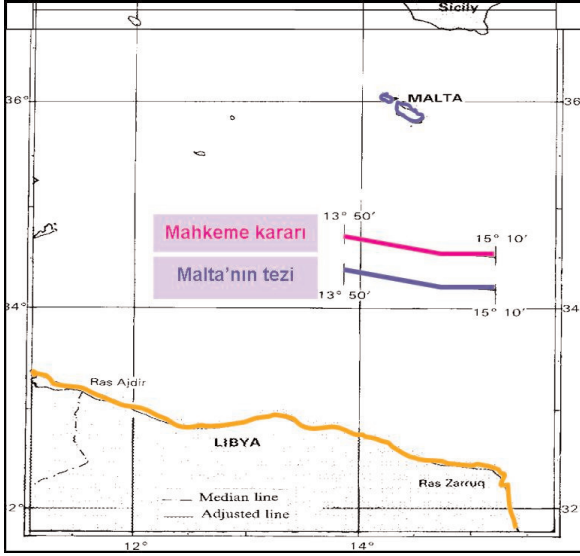 Sicily
36°
MALTA
36
13° 50′
Mahkeme kararı
15° 10′
Malta’nın tezi
13° 50′
34°
34
15° 10′
Ras Ajdir
LIBYA
Ras Zarruq
Median line
Adjusted line
2°
32
12°
14°